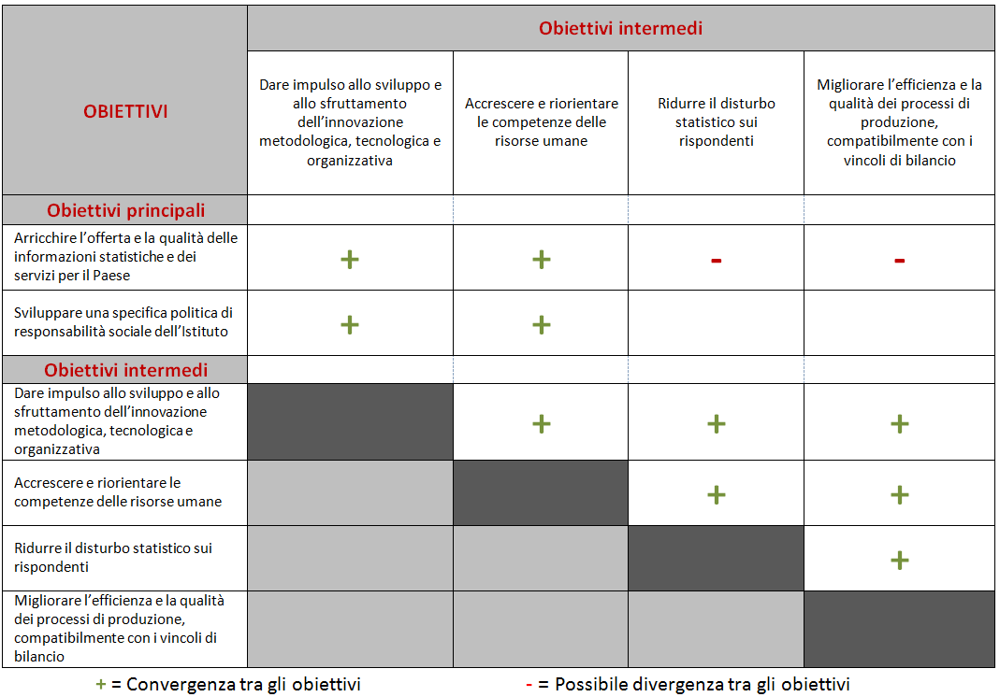 Obiettivi intermedi
OBIETTIVI
Dare impulso allo sviluppo e
allo sfruttamento
dell’innovazione
metodologica, tecnologica e
organizzativa
Accrescere e riorientare
le competenze delle
risorse umane
Ridurre il disturbo
statistico sui
rispondenti
Migliorare l’efficienza e la
qualità dei processi di
produzione,
compatibilmente con i
vincoli di bilancio
Obiettivi principali
Arricchire l’offerta e la qualità delle
informazioni statistiche e dei
servizi per il Paese
+ + - -
Sviluppare una specifica politica di
responsabilità sociale dell’Istituto
+ +
Obiettivi intermedi
Dare impulso allo sviluppo e allo
sfruttamento dell’innovazione
metodologica, tecnologica e
organizzativa
+ + +
Accrescere e riorientare le
competenze delle risorse umane
+ +
Ridurre il disturbo statistico sui
rispondenti
+
Migliorare l’efficienza e la qualità
dei processi di produzione,
compatibilmente con i vincoli di
bilancio
+ = Convergenza tra gli obiettivi
- = Possibile divergenza tra gli obiettivi